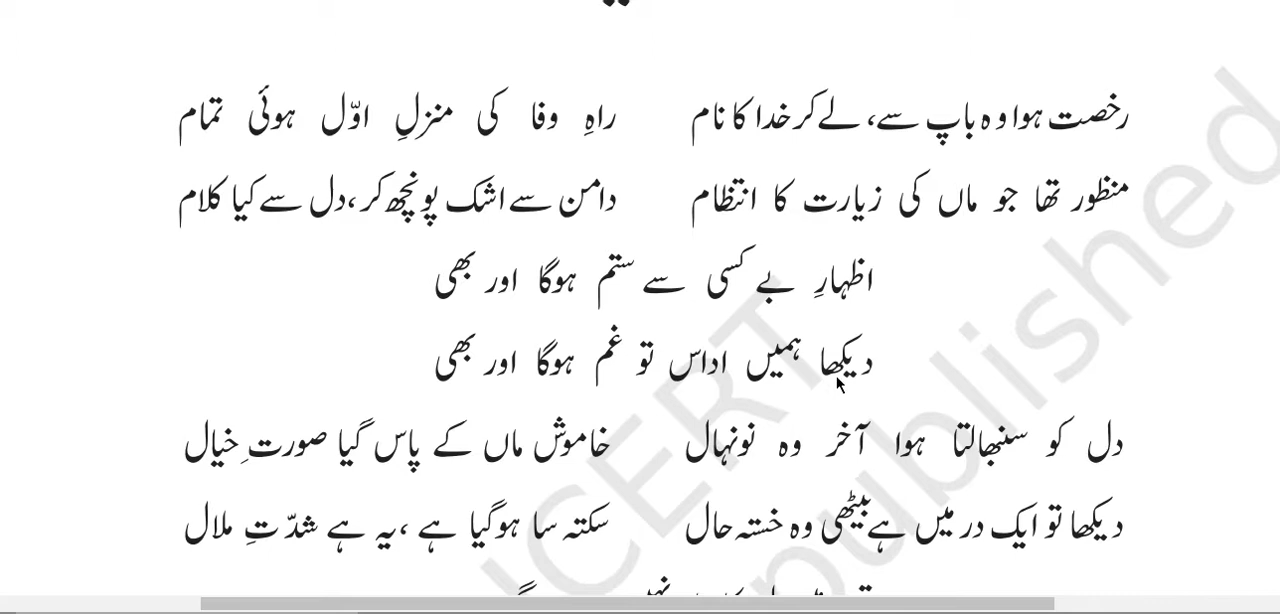 رخصت ہوا وہ باپ سے، لے کر خدا کا نام راہِ وفا کی منزلِ اوّل ہوئی تمام
منظور تھا جو ماں کی زیارت کا انتظام دامن سے اشک پونچھ کر، دل سے کیا کلام
اظہارِ بے کسی سے ستم ہوگا اور بھی
دیکھا ہمیں اداس تو غم ہوگا اور بھی
دل کو سنبھالتا ہوا آخر وہ نونہال خاموش ماں کے پاس گیا صورتِ خیال
دیکھا تو ایک در میں ہے بیٹھی وہ خستہ حال سکتہ سا ہوگیا ہے، یہ ہے شدّتِ ملال
NCERT
published